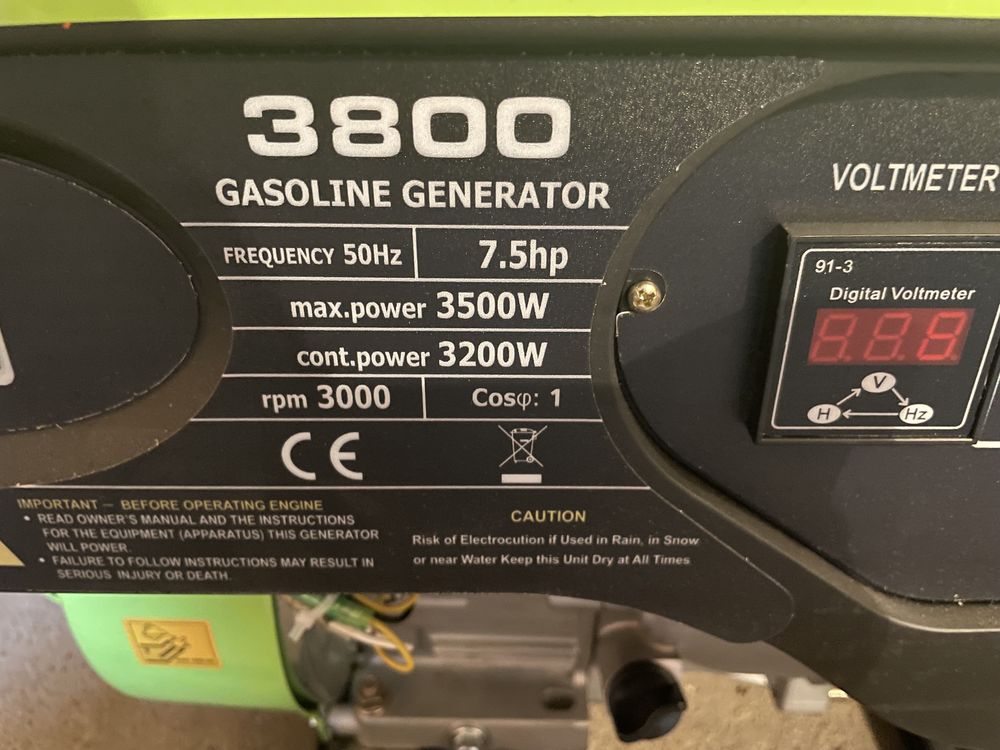 3800
GASOLINE GENERATOR
FREQUENCY 50Hz
7.5hp
max.power 3500W
cont.power 3200W
rpm 3000
Cosφ: 1
CE
IMPORTANT — BEFORE OPERATING ENGINE
• READ OWNER'S MANUAL AND THE INSTRUCTIONS
FOR THE EQUIPMENT (APPARATUS) THIS GENERATOR
WILL POWER.
• FAILURE TO FOLLOW INSTRUCTIONS MAY RESULT IN
SERIOUS INJURY OR DEATH.
CAUTION
Risk of Electrocution if Used in Rain, in Snow
or near Water Keep this Unit Dry at All Times
VOLTMETER
91-3
Digital Voltmeter
8.8.8
V
H
Hz